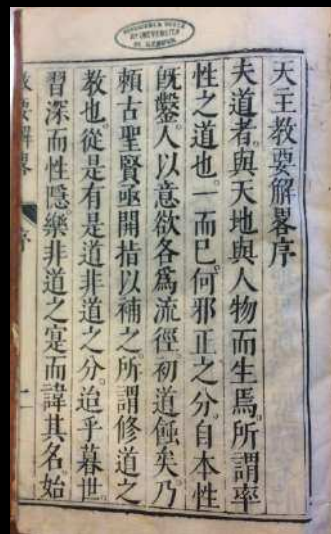 天主教要解畧序
夫道者。與天地與人物而生焉。所謂率
性之道也。一而已。何邪正之分。自本性
既鑿。人以意欲各爲流徑。初道蝕矣。乃
賴古聖賢亟開揩以補之。所謂修道之
教也。從是有是道非道之分。迨乎暮世。
習深而性隱。樂非道之寔而諱其名。始
教要解畧 序